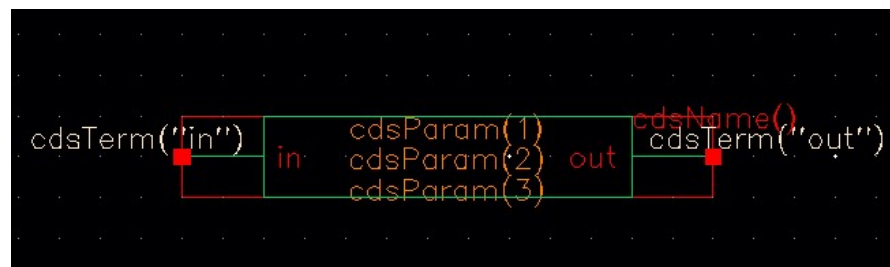 cdsTerm("in")
in
cdsParam(1)
cdsParam(2)
cdsParam(3)
out
cdsName()
cdsTerm("out")